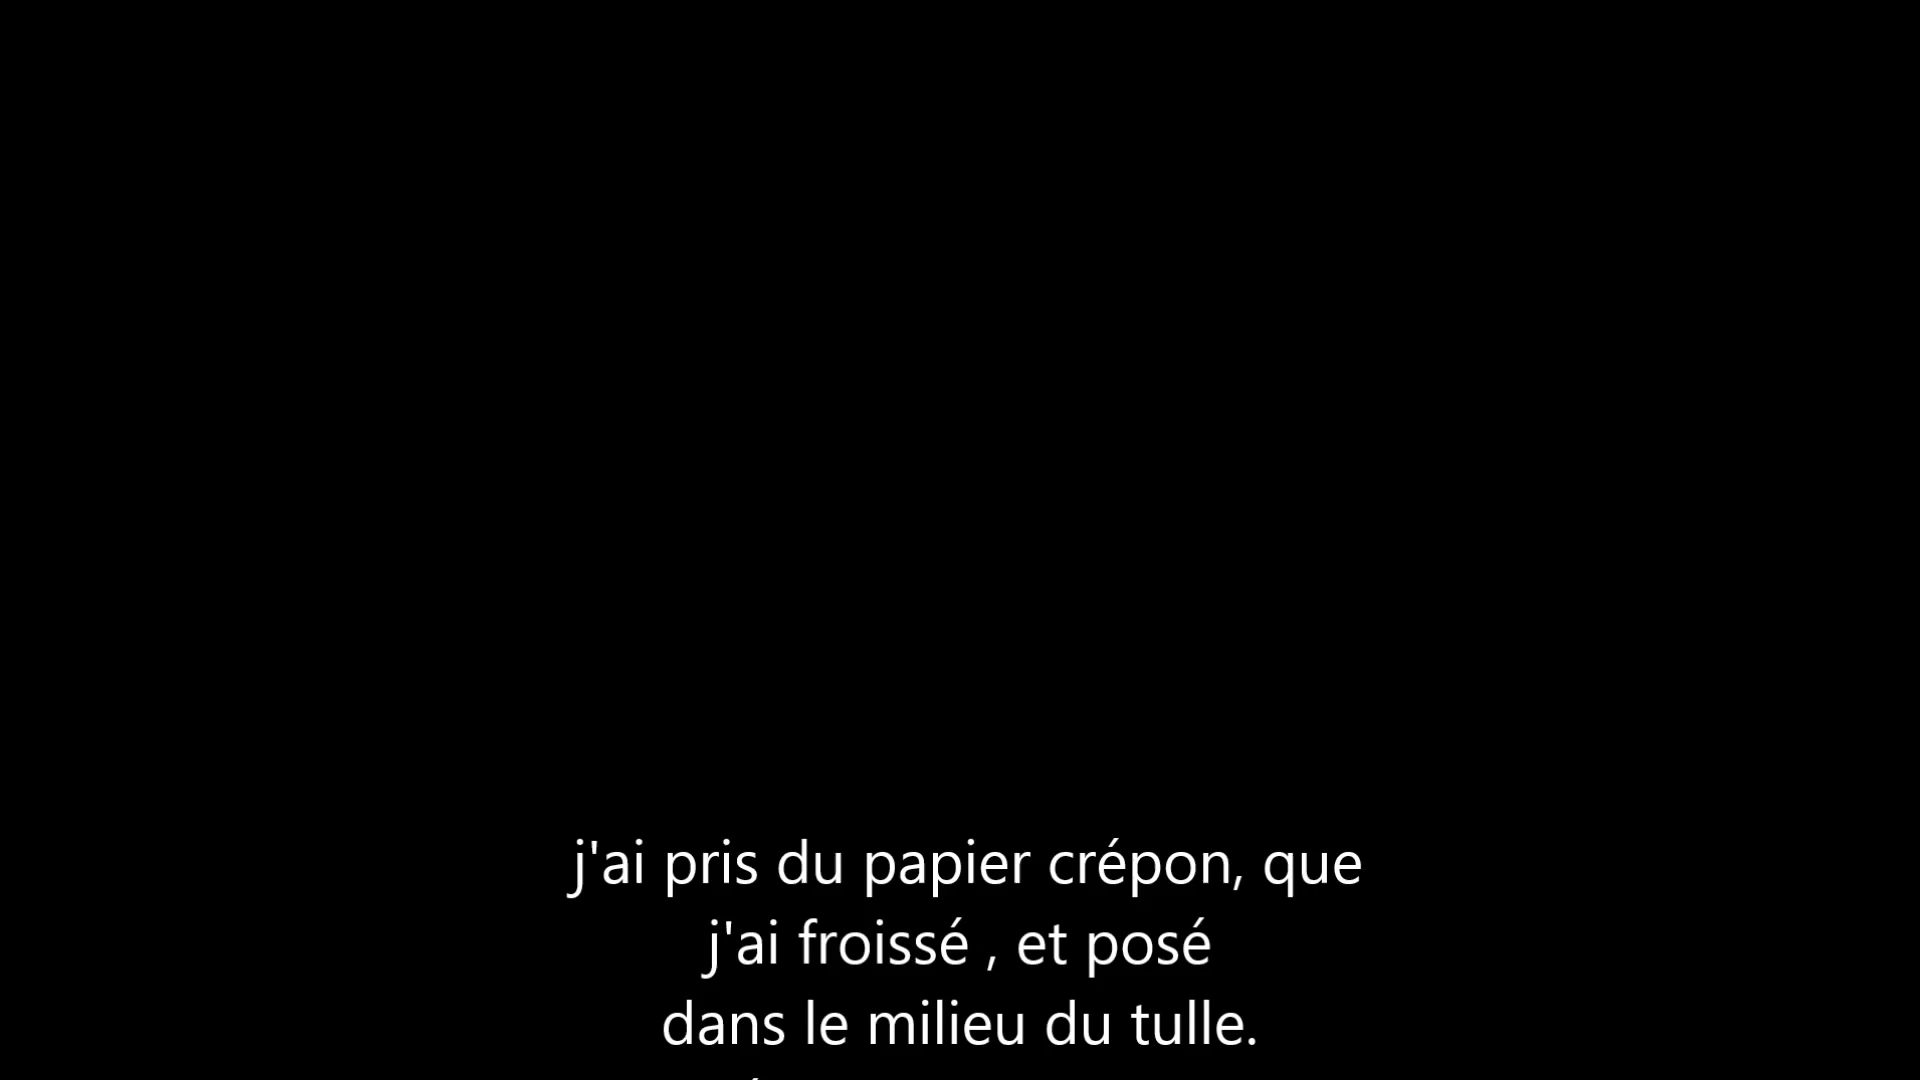 j'ai pris du papier crépon, que
j'ai froissé , et posé
dans le milieu du tulle.